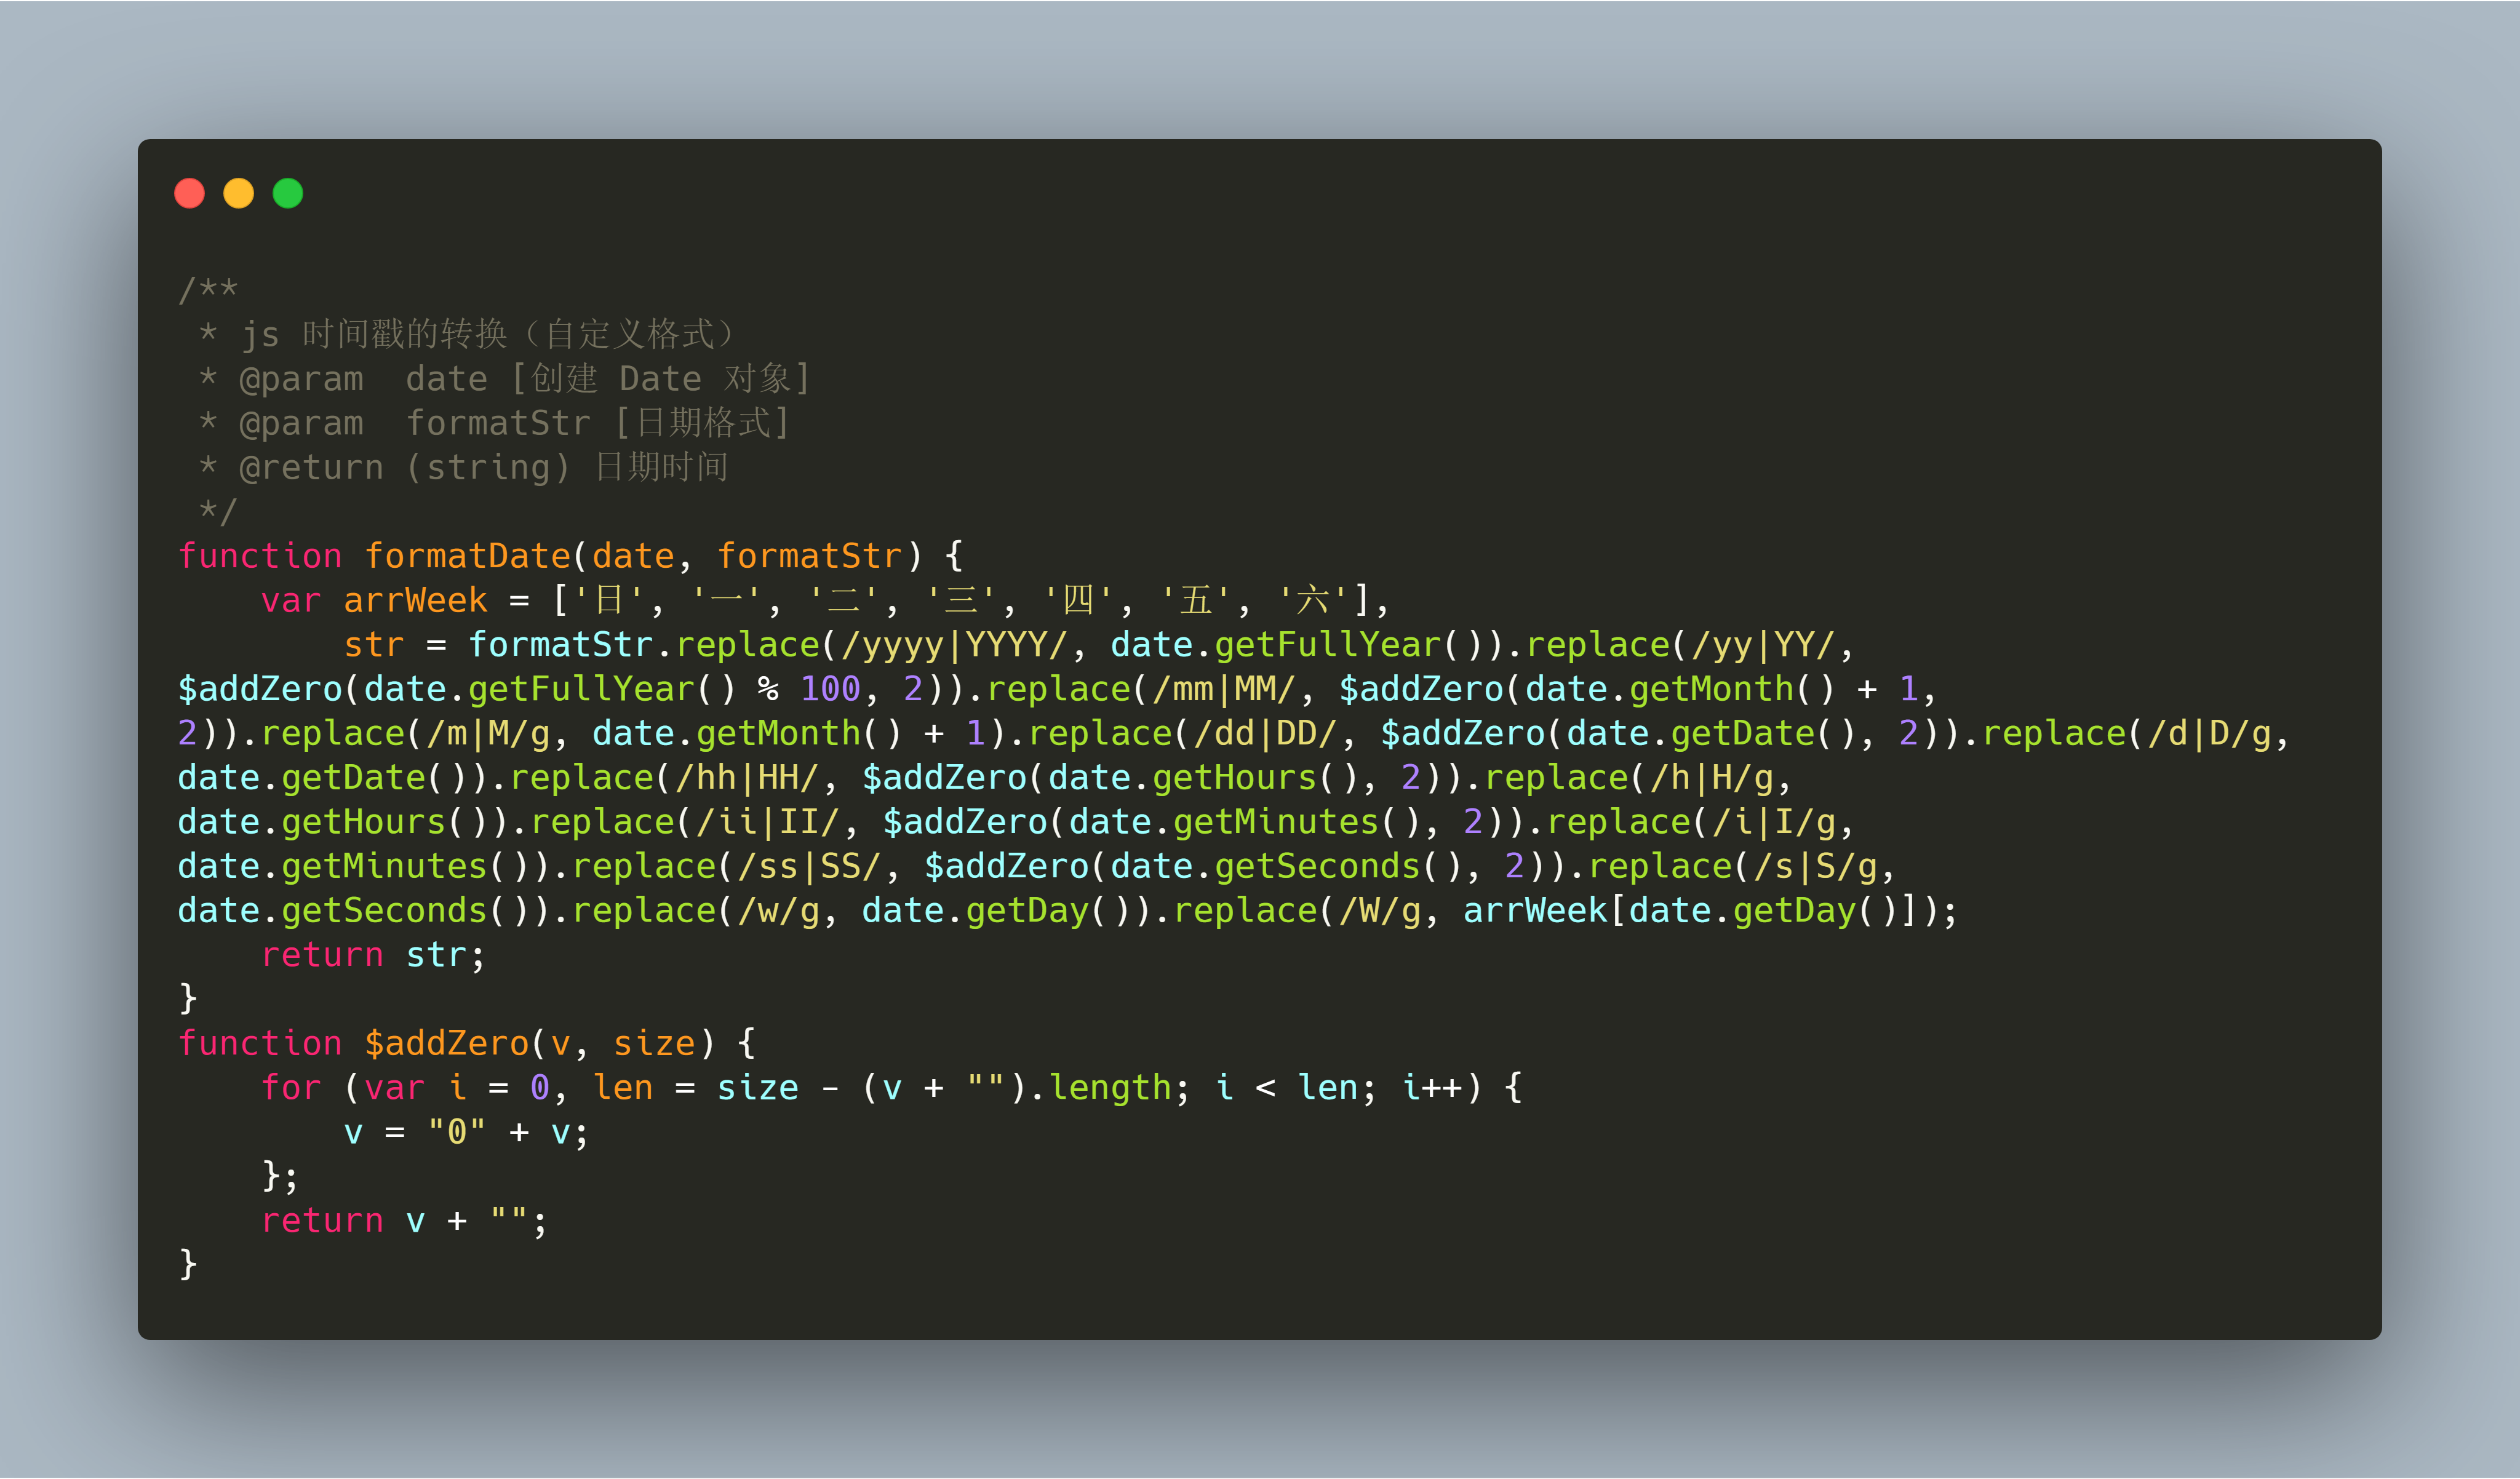 /**
 * js 时间戳的转换（自定义格式）
 * @param  date [创建 Date 对象]
 * @param  formatStr [日期格式]
 * @return (string) 日期时间
 */
function formatDate(date, formatStr) {
    var arrWeek = ['日', '一', '二', '三', '四', '五', '六'],
        str = formatStr.replace(/yyyy|YYYY/, date.getFullYear()).replace(/yy|YY/,
$addZero(date.getFullYear() % 100, 2)).replace(/mm|MM/, $addZero(date.getMonth() + 1,
2)).replace(/m|M/g, date.getMonth() + 1).replace(/dd|DD/, $addZero(date.getDate(), 2)).replace(/d|D/g,
date.getDate()).replace(/hh|HH/, $addZero(date.getHours(), 2)).replace(/h|H/g,
date.getHours()).replace(/ii|II/, $addZero(date.getMinutes(), 2)).replace(/i|I/g,
date.getMinutes()).replace(/ss|SS/, $addZero(date.getSeconds(), 2)).replace(/s|S/g,
date.getSeconds()).replace(/w/g, date.getDay()).replace(/W/g, arrWeek[date.getDay()]);
    return str;
}
function $addZero(v, size) {
    for (var i = 0, len = size - (v + "").length; i < len; i++) {
        v = "0" + v;
    };
    return v + "";
}